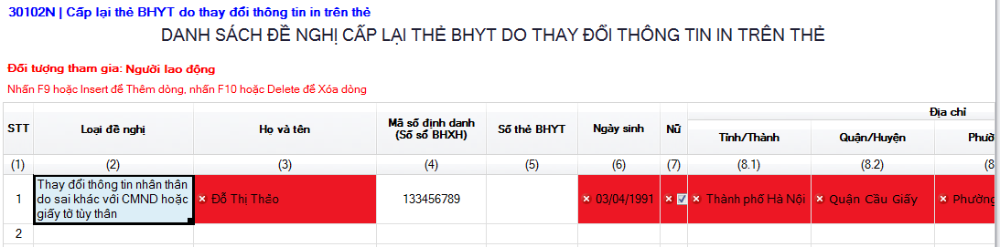 30102N | Cấp lại thẻ BHYT do thay đổi thông tin in trên thẻ
DANH SÁCH ĐỀ NGHỊ CẤP LẠI THẺ BHYT DO THAY ĐỔI THÔNG TIN IN TRÊN THẺ
Đối tượng tham gia: Người lao động
Nhấn F9 hoặc Insert để Thêm dòng, nhấn F10 hoặc Delete để Xóa dòng
STT Loại đề nghị Họ và tên Mã số định danh (Số sổ BHXH) Số thẻ BHYT Ngày sinh Nữ Địa chỉ
Tỉnh/Thành Quận/Huyện Phườ
(1) (2) (3) (4) (5) (6) (7) (8.1) (8.2) (8
1 Thay đổi thông tin nhân thân do sai khác với CMND hoặc giấy tờ tùy thân Đỗ Thị Thảo 133456789 03/04/1991 Thành phố Hà Nội Quận Cầu Giấy Phường
2